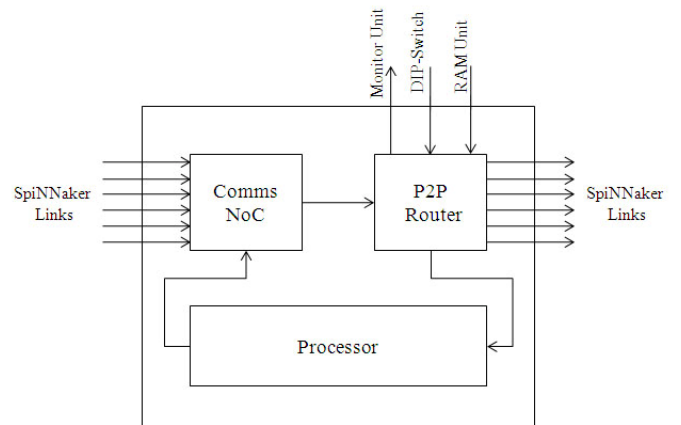 Monitor Unit
DIP-Switch
RAM Unit
SpiNNaker
Links
Comms
NoC
P2P
Router
SpiNNaker
Links
Processor